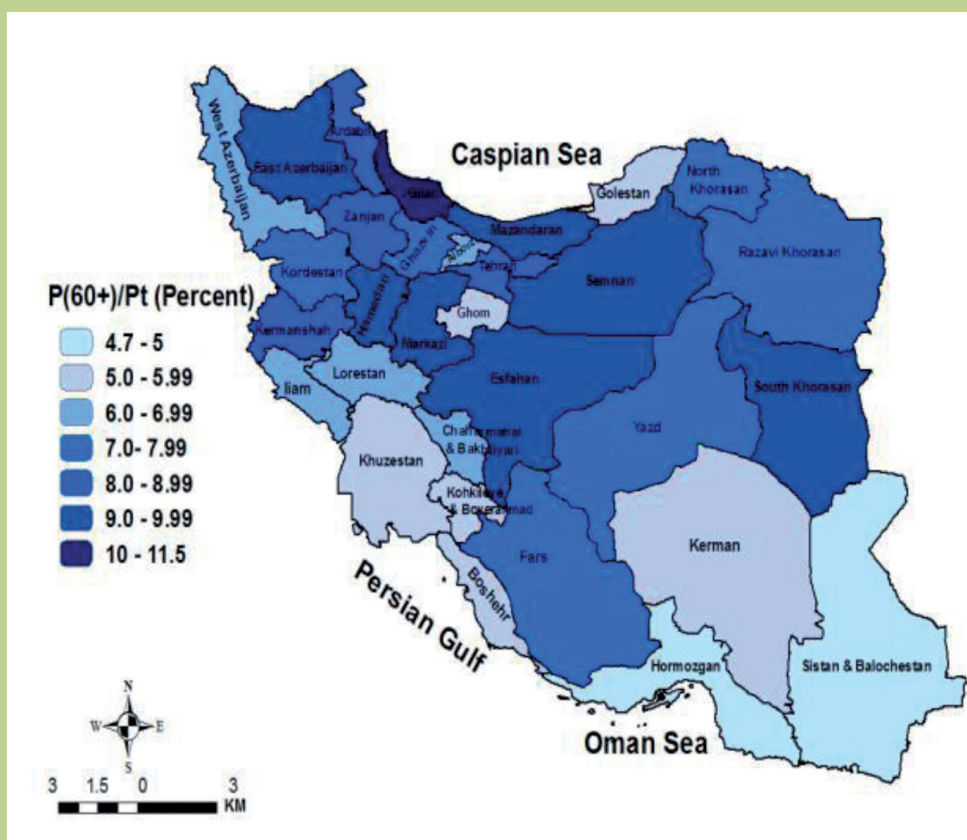 West Azerbaijan
East Azerbaijan
Ardabil
Gilan
Caspian Sea
Golestan
North
Khorasan
Zanjan
Ghazvin
Alborz
Mazandaran
Tehran
Semnan
Razavi Khorasan
Kordestan
Hamedan
Ghom
Kermanshah
Markazi
P(60+)/Pt (Percent)
4.7 - 5
5.0 - 5.99
6.0 - 6.99
7.0- 7.99
8.0 - 8.99
9.0 - 9.99
10 - 11.5
Ilam
Lorestan
Esfahan
South Khorasan
Khuzestan
& Bakhtiyari
Yazd
Kohkiloye
& Boxerahmad
Kerman
Fars
Boshehr
Persian Gulf
Hormozgan
Sistan & Balochestan
Oman Sea
N
W E
S
3 1.5 0 3
KM